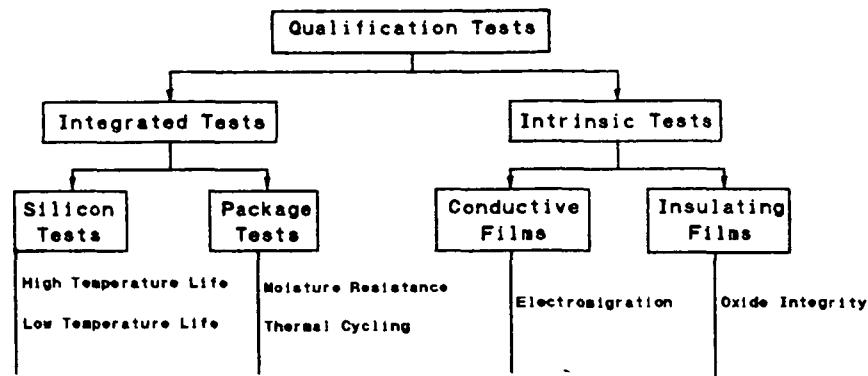 Qualification Tests
Integrated Tests
Intrinsic Tests
Silicon
Tests
Package
Tests
Conductive
Films
Insulating
Films
High Temperature Life
Low Temperature Life
Moisture Resistance
Thermal Cycling
Electromigration
Oxide Integrity